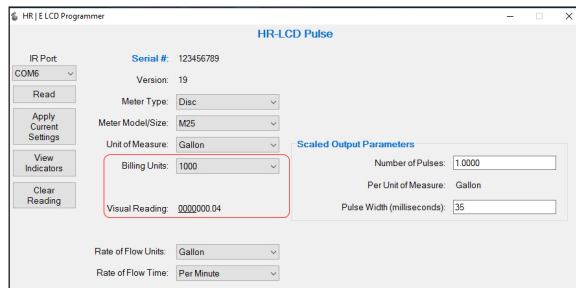 HR | E LCD Programmer
HR-LCD Pulse
IR Port
COM6
Read
Apply
Current
Settings
View
Indicators
Clear
Reading
Serial #: 123456789
Version: 19
Meter Type: Disc
Meter Model/Size: M25
Unit of Measure: Gallon
Billing Units: 1000
Visual Reading: 0000000.04
Rate of Flow Units: Gallon
Rate of Flow Time: Per Minute
Scaled Output Parameters
Number of Pulses: 1.0000
Per Unit of Measure: Gallon
Pulse Width (milliseconds): 35